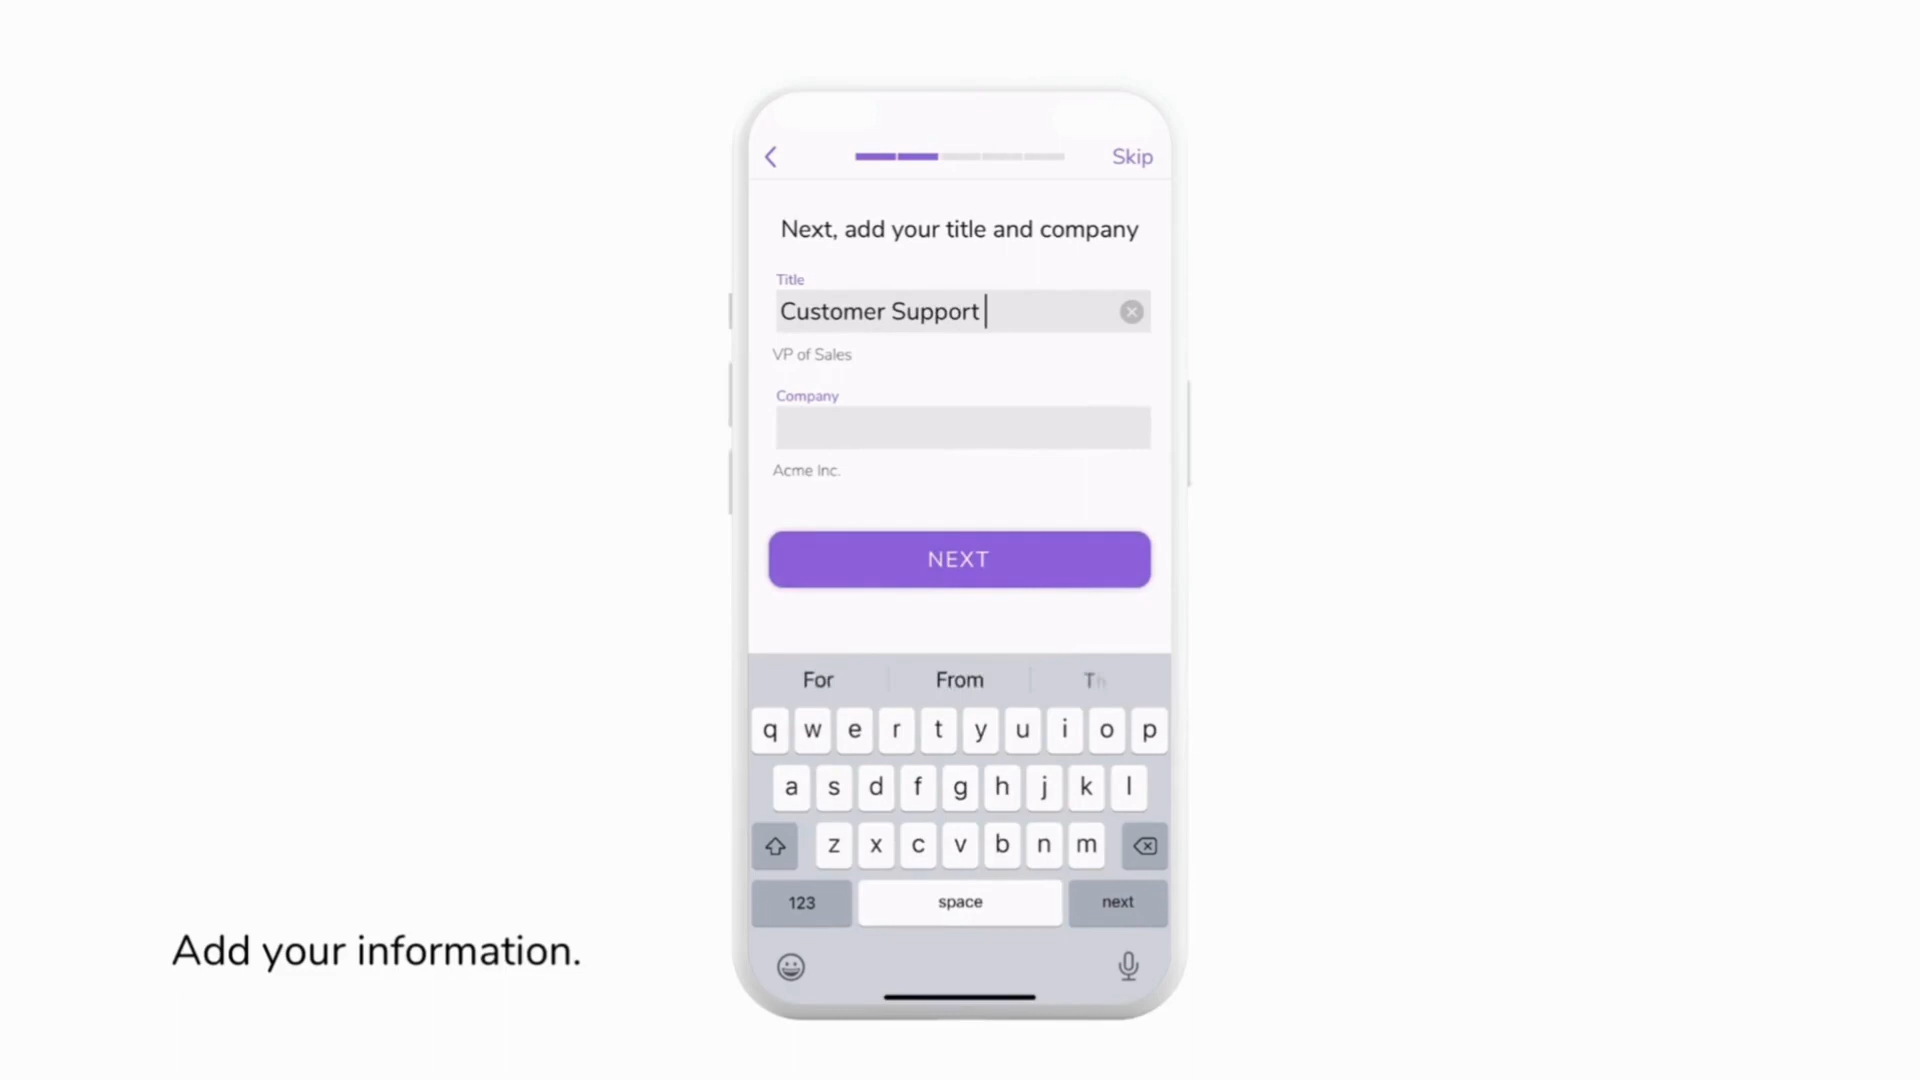 Skip
Next, add your title and company
Title
Customer Support
VP of Sales
Company
Acme Inc.
NEXT
For From Th
q w e r t y u i o p
a s d f g h j k l
z x c v b n m
123 space next
Add your information.